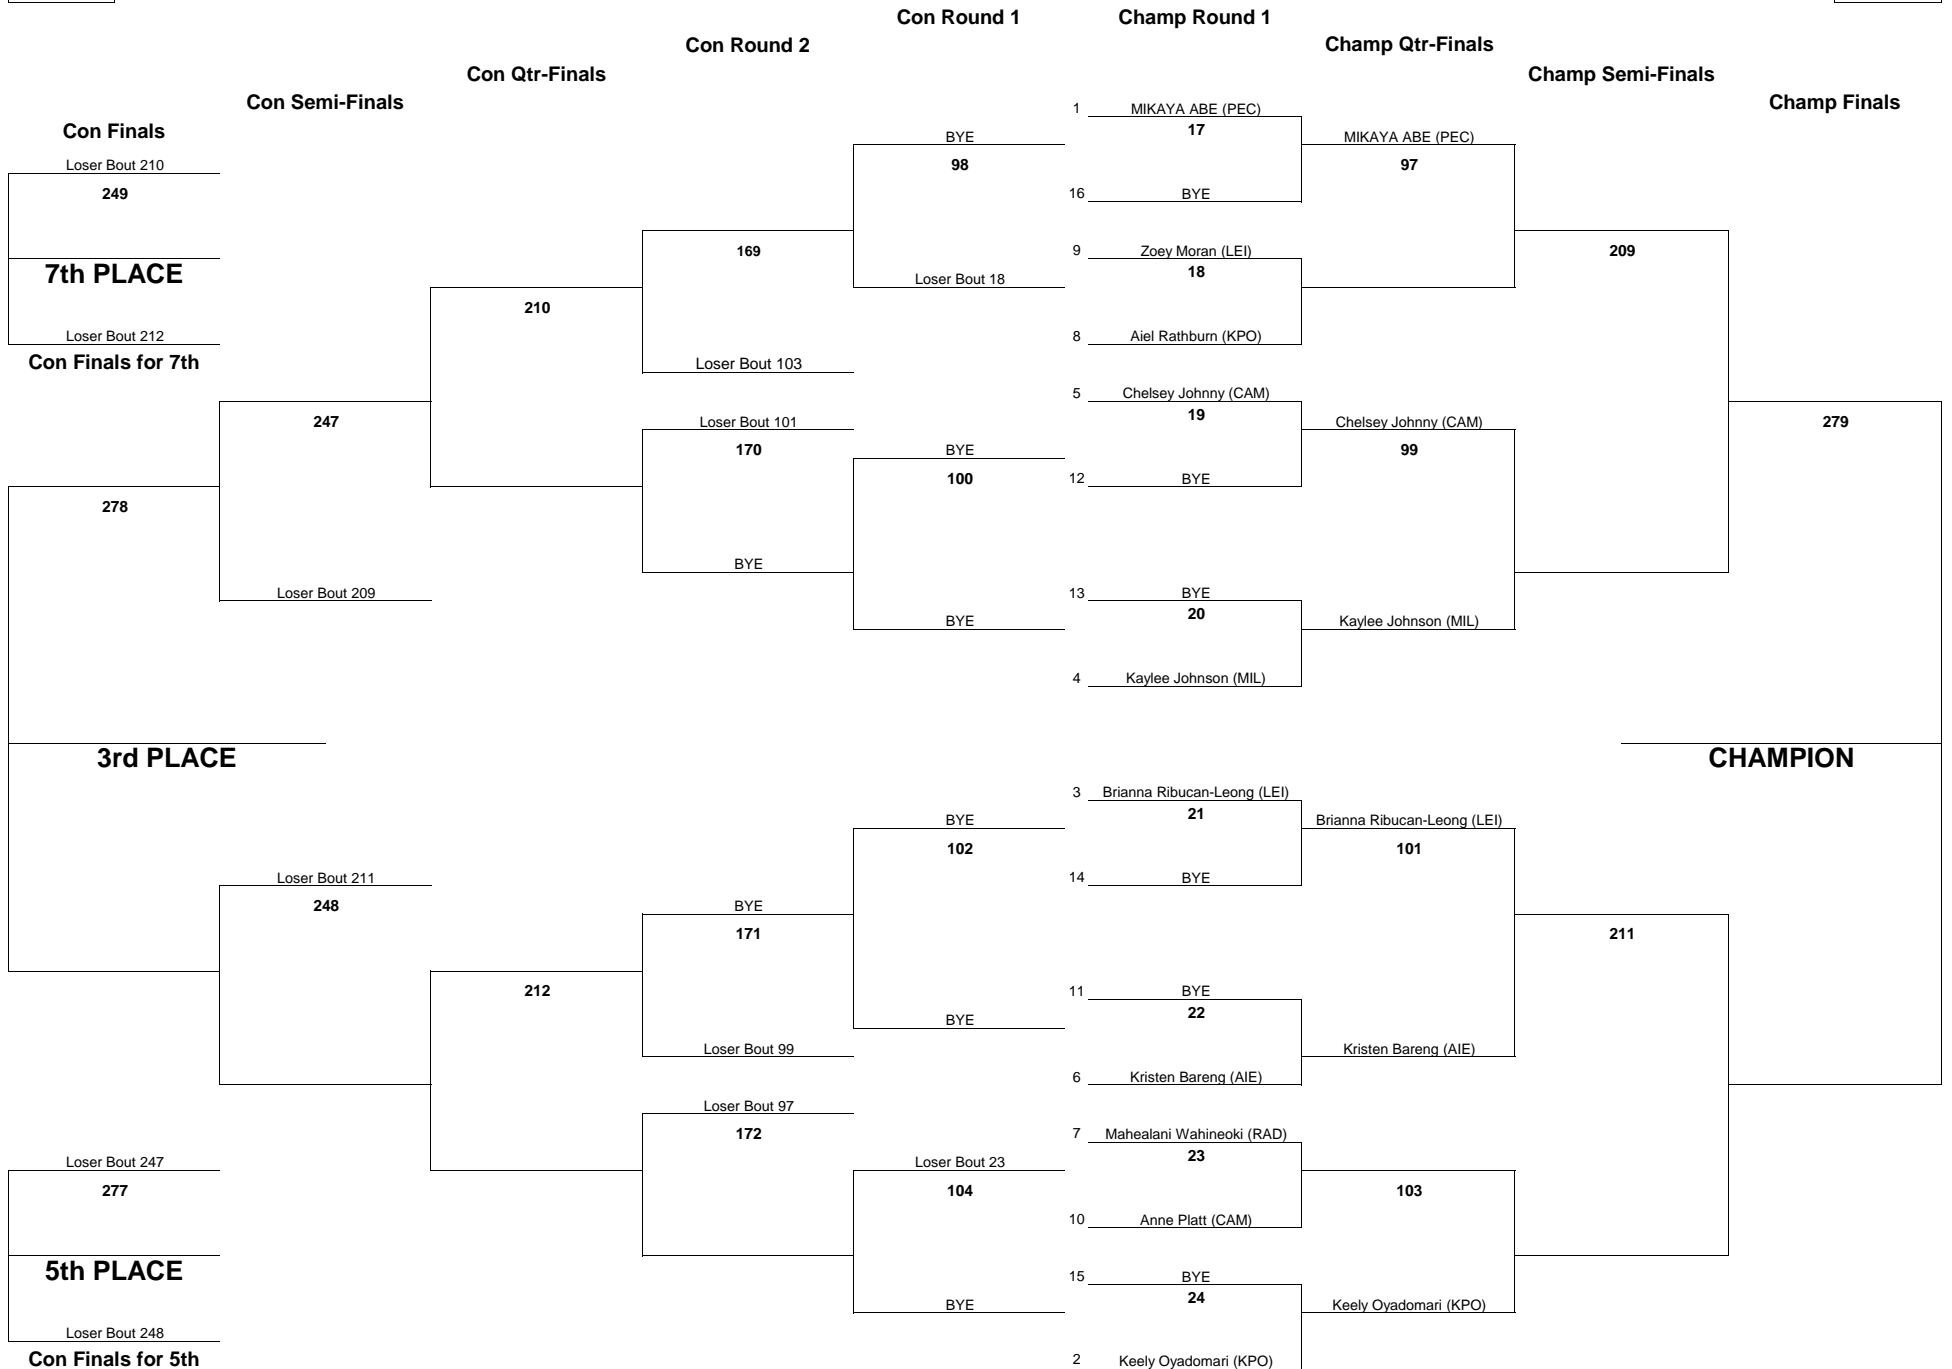 Con Round 1
Champ Round 1
Con Round 2
Champ Qtr-Finals
Con Qtr-Finals
Champ Semi-Finals
Con Semi-Finals
Champ Finals
Con Finals
1 MIKAYA ABE (PEC)
17
BYE
MIKAYA ABE (PEC)
Loser Bout 210
98
97
249
16 BYE
169
9 Zoey Moran (LEI)
209
7th PLACE
18
Loser Bout 18
210
Loser Bout 212
8 Aiel Rathburn (KPO)
Con Finals for 7th
Loser Bout 103
5 Chelsey Johnny (CAM)
19
247
Loser Bout 101
Chelsey Johnny (CAM)
279
170
BYE
99
100
12 BYE
278
BYE
Loser Bout 209
13 BYE
20
BYE
Kaylee Johnson (MIL)
4 Kaylee Johnson (MIL)
3rd PLACE
CHAMPION
3 Brianna Ribucan-Leong (LEI)
21
BYE
Brianna Ribucan-Leong (LEI)
102
101
Loser Bout 211
14 BYE
248
BYE
171
211
212
11 BYE
22
BYE
Loser Bout 99
Kristen Bareng (AIE)
6 Kristen Bareng (AIE)
Loser Bout 97
172
7 Mahealani Wahineoki (RAD)
23
Loser Bout 247
Loser Bout 23
277
104
103
10 Anne Platt (CAM)
5th PLACE
15 BYE
24
BYE
Keely Oyadomari (KPO)
Loser Bout 248
Con Finals for 5th
2 Keely Oyadomari (KPO)